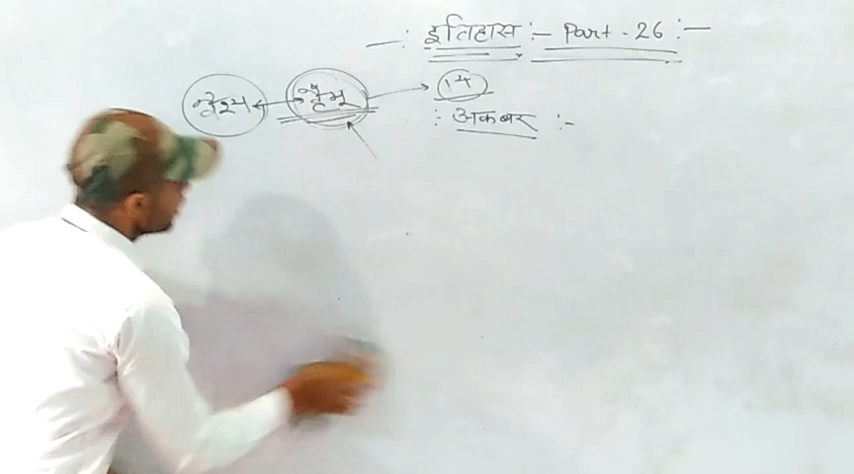 —: इतिहास :- Part - 26 :-
वैश्य हेमू 14
: अकबर :-